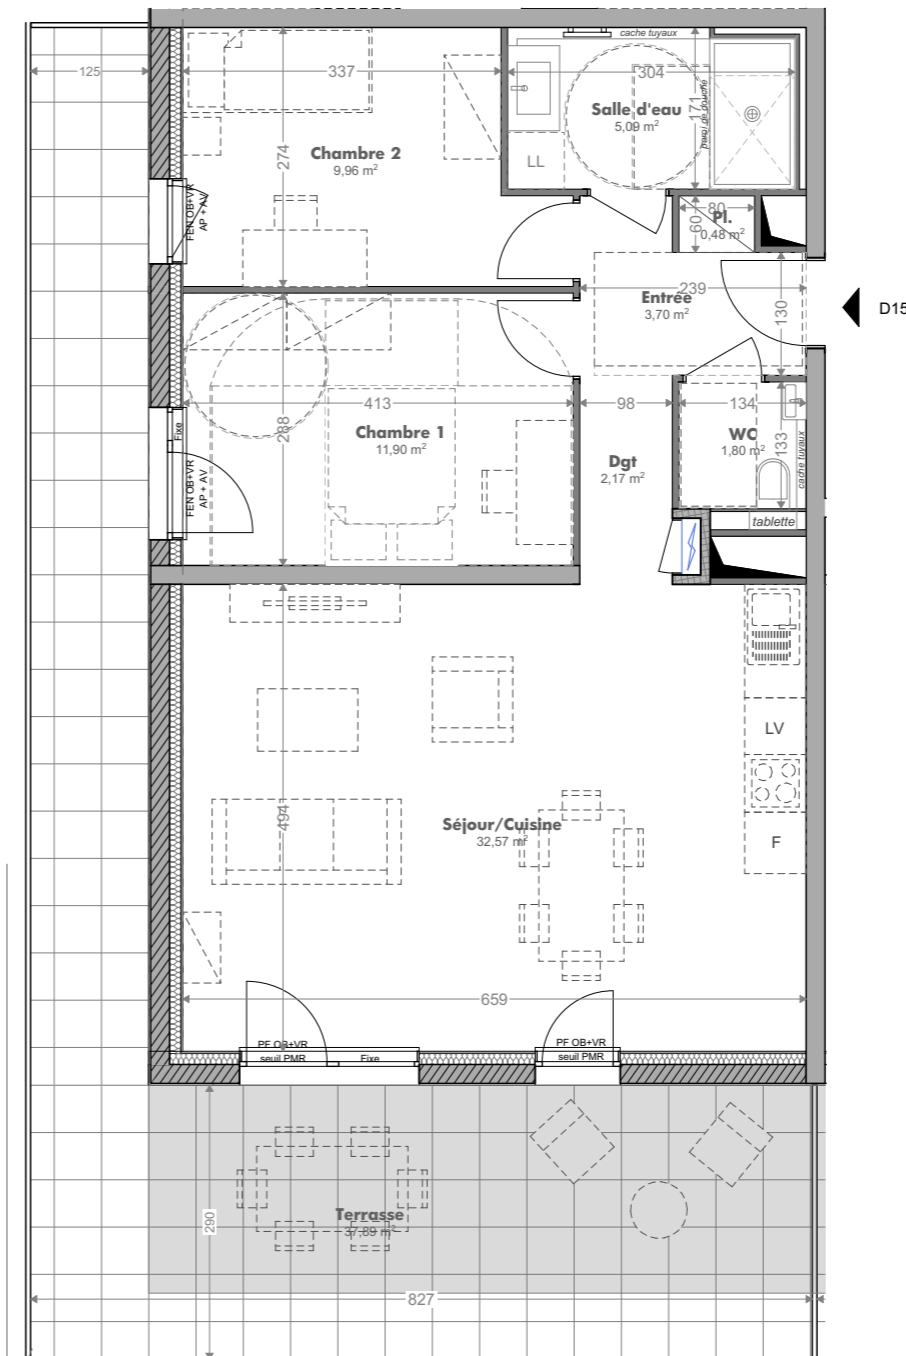 cache tuyaux
125
337
304
Salle d'eau
5,09 m²
171
paroi de douche
274
Chambre 2
9,96 m²
LL
FEN OB+VR
AP + AV
80
60
Pl.
0,48 m²
239
Entrée
3,70 m²
130
D15
413
98
134
288
Chambre 1
11,90 m²
Fixe
FEN OB+VR
AP + AV
WC
1,80 m²
133
cache tuyaux
Dgt
2,17 m²
tablette
LV
494
Séjour/Cuisine
32,57 m²
F
659
PF OB+VR
seuil PMR
Fixe
PF OB+VR
seuil PMR
Terrasse
37,89 m²
290
827